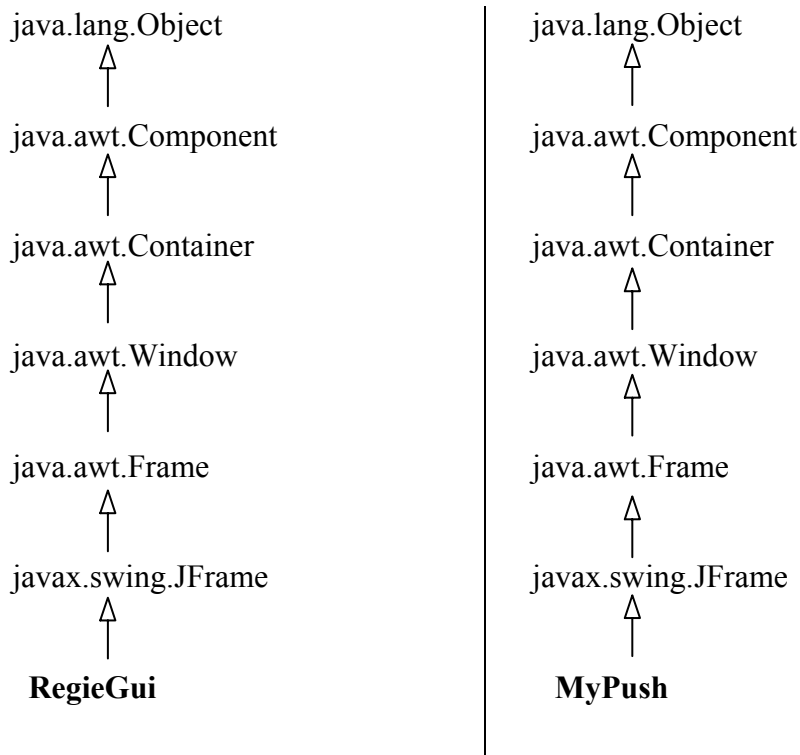 java.lang.Object
java.awt.Component
java.awt.Container
java.awt.Window
java.awt.Frame
javax.swing.JFrame
RegieGui
java.lang.Object
java.awt.Component
java.awt.Container
java.awt.Window
java.awt.Frame
javax.swing.JFrame
MyPush